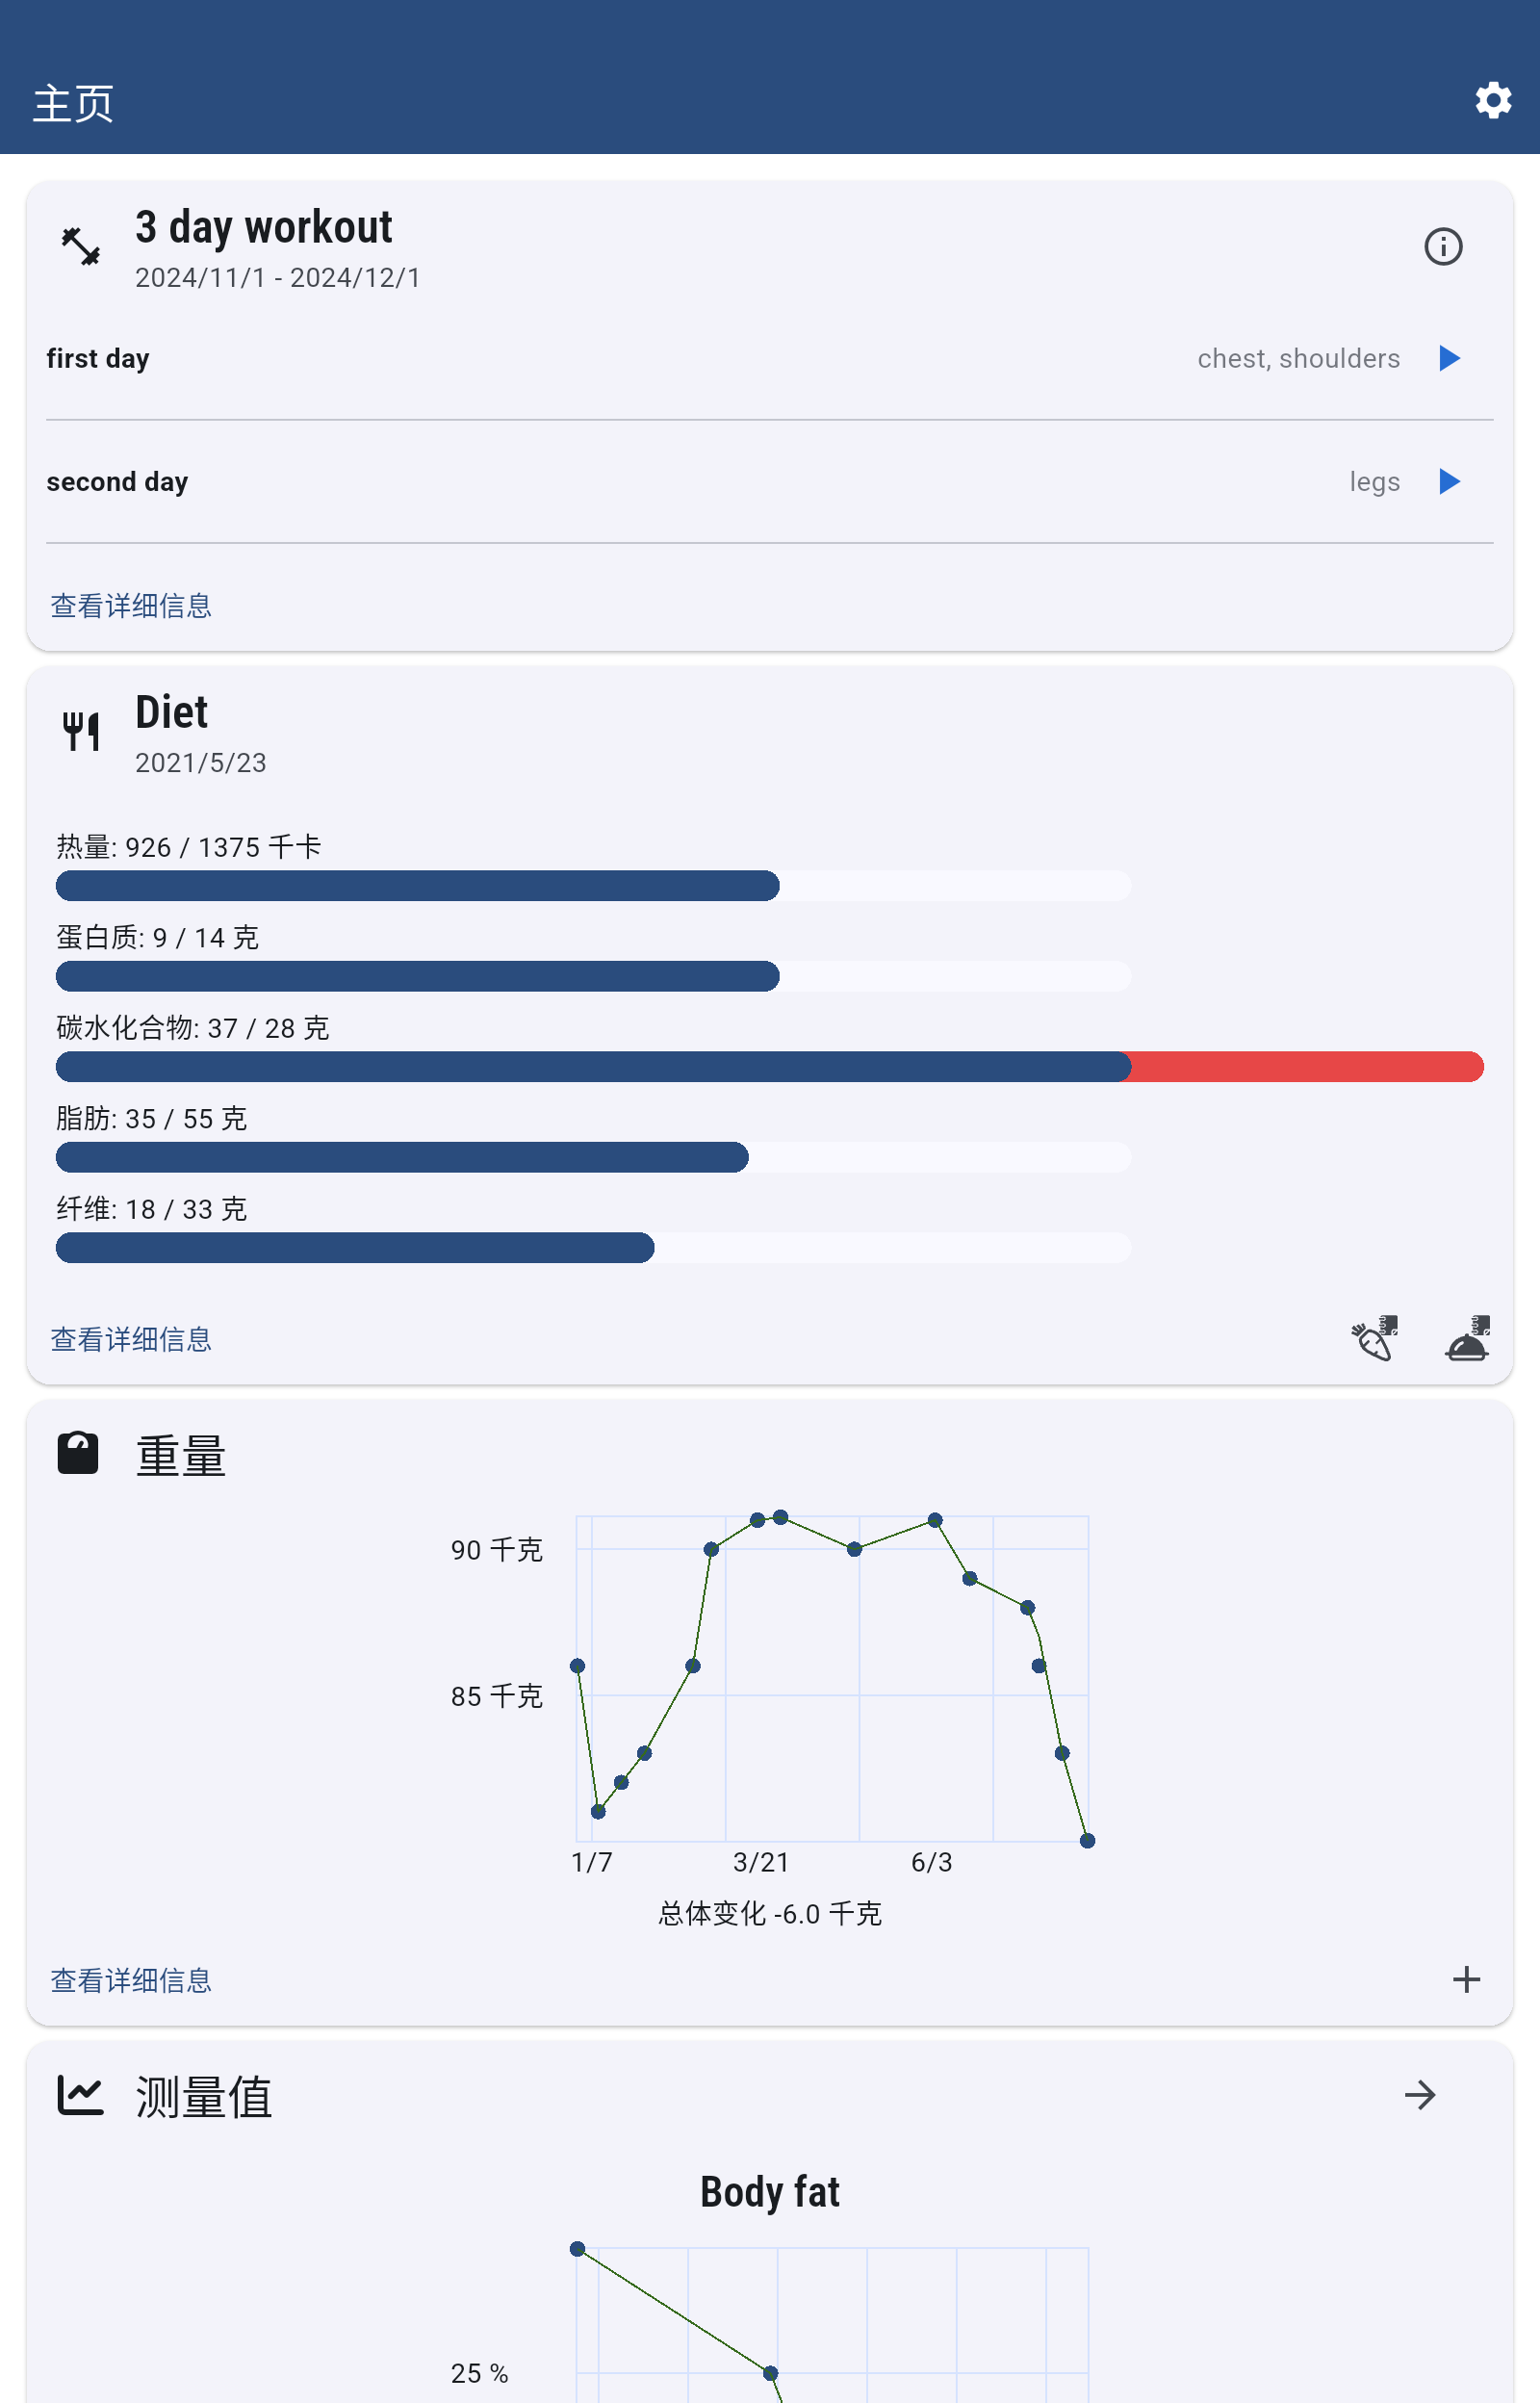 主页
3 day workout
2024/11/1 - 2024/12/1
first day
chest, shoulders
second day
legs
查看详细信息
Diet
2021/5/23
热量: 926 / 1375 千卡
蛋白质: 9 / 14 克
碳水化合物: 37 / 28 克
脂肪: 35 / 55 克
纤维: 18 / 33 克
查看详细信息
重量
90 千克
85 千克
1/7 3/21 6/3
总体变化 -6.0 千克
查看详细信息
测量值
Body fat
25 %